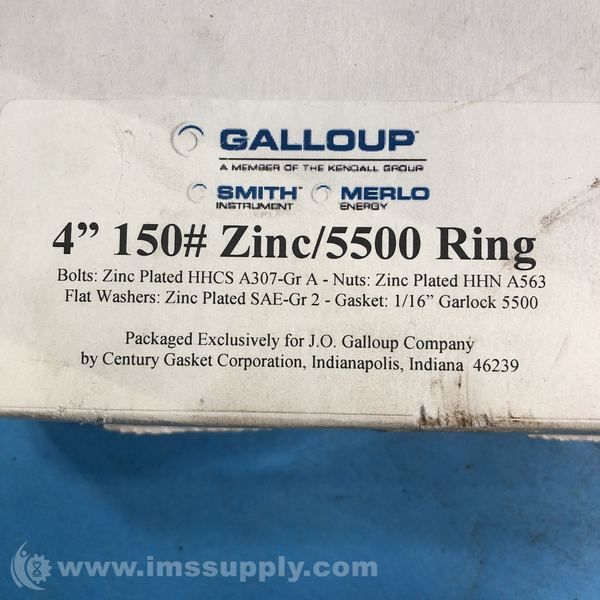 GALLOUP
A MEMBER OF THE KENDALL GROUP
SMITH™ MERLO
INSTRUMENT ENERGY
4” 150# Zinc/5500 Ring
Bolts: Zinc Plated HHCS A307-Gr A - Nuts: Zinc Plated HHN A563
Flat Washers: Zinc Plated SAE-Gr 2 - Gasket: 1/16” Garlock 5500
Packaged Exclusively for J.O. Galloup Company
by Century Gasket Corporation, Indianapolis, Indiana 46239
www.imssupply.com